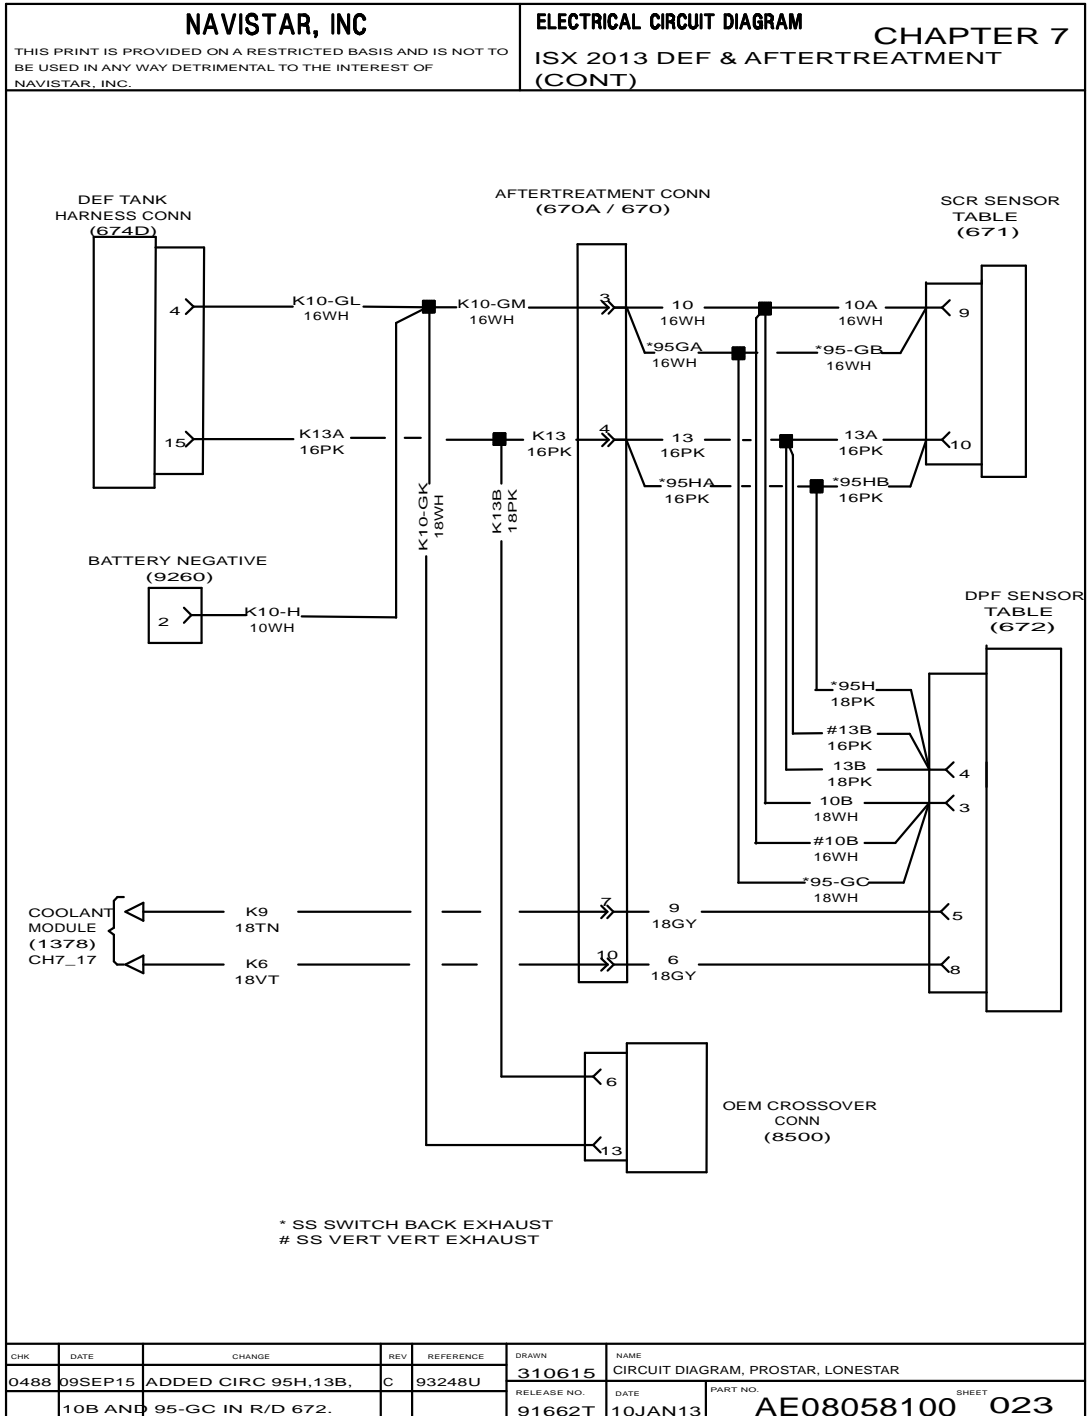 NAVISTAR, INC
THIS PRINT IS PROVIDED ON A RESTRICTED BASIS AND IS NOT TO
BE USED IN ANY WAY DETRIMENTAL TO THE INTEREST OF
NAVISTAR, INC.
ELECTRICAL CIRCUIT DIAGRAM
CHAPTER 7
ISX 2013 DEF & AFTERTREATMENT
(CONT)
DEF TANK
HARNESS CONN
(674D)
AFTERTREATMENT CONN
(670A / 670)
SCR SENSOR
TABLE
(671)
4
K10-GL
16WH
K10-GM
16WH
3
10
16WH
10A
16WH
9
*95GA
16WH
*95-GB
16WH
15
K13A
16PK
K13
16PK
4
13
16PK
13A
16PK
10
*95HA
16PK
*95HB
16PK
K10-GK
18WH
K13B
18PK
BATTERY NEGATIVE
(9260)
2
K10-H
10WH
DPF SENSOR
TABLE
(672)
*95H
18PK
#13B
16PK
13B
18PK
4
10B
18WH
3
#10B
16WH
*95-GC
18WH
COOLANT
MODULE
(1378)
CH7_17
K9
18TN
7
9
18GY
5
K6
18VT
10
6
18GY
8
6
13
OEM CROSSOVER
CONN
(8500)
* SS SWITCH BACK EXHAUST
# SS VERT VERT EXHAUST
CHK DATE CHANGE REV REFERENCE
0488 09SEP15 ADDED CIRC 95H,13B, C 93248U
10B AND 95-GC IN R/D 672.
DRAWN
310615
NAME
CIRCUIT DIAGRAM, PROSTAR, LONESTAR
RELEASE NO.
91662T
DATE
10JAN13
PART NO.
AE08058100
SHEET
023